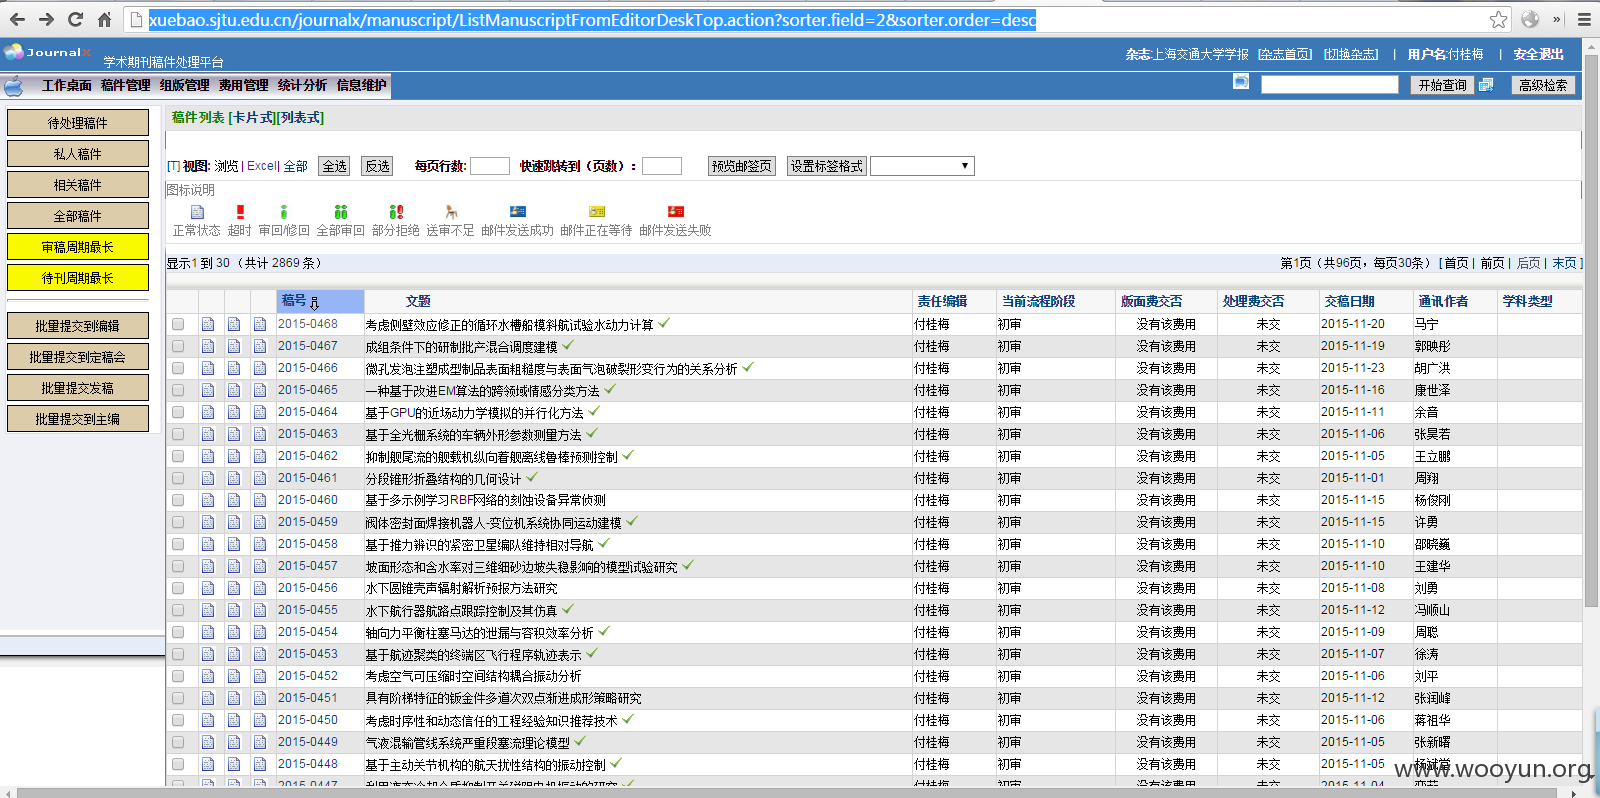 xuebao.sjtu.edu.cn/journalx/manuscript/ListManuscriptFromEditorDeskTop.action?sorter.field=2&sorter.order=desc
JournalX 学术期刊稿件处理平台 杂志:上海交通大学学报 [杂志首页] [切换杂志] | 用户名:付桂梅 | 安全退出
工作桌面 稿件管理 组版管理 费用管理 统计分析 信息维护 开始查询 高级检索
待处理稿件
私人稿件
相关稿件
全部稿件
审稿周期最长
待刊周期最长
批量提交到编辑
批量提交到定稿会
批量提交发稿
批量提交到主编
稿件列表 [卡片式][列表式]
[T] 视图: 浏览 | Excel | 全部 全选 反选 每页行数: 快速跳转到（页数）: 预览邮签页 设置标签格式
图标说明
正常状态 超时 审回/修回 全部审回 部分拒绝 送审不足 邮件发送成功 邮件正在等待 邮件发送失败
显示1 到 30 （共计 2869 条） 第1页（共96页，每页30条） [ 首页 | 前页 | 后页 | 末页 ]
稿号 文题 责任编辑 当前流程阶段 版面费交否 处理费交否 交稿日期 通讯作者 学科类型
2015-0468 考虑侧壁效应修正的循环水槽船模斜航试验水动力计算 付桂梅 初审 没有该费用 未交 2015-11-20 马宁
2015-0467 成组条件下的研制批产混合调度建模 付桂梅 初审 没有该费用 未交 2015-11-19 郭映彤
2015-0466 微孔发泡注塑成型制品表面粗糙度与表面气泡破裂形变行为的关系分析 付桂梅 初审 没有该费用 未交 2015-11-23 胡广洪
2015-0465 一种基于改进EM算法的跨领域情感分类方法 付桂梅 初审 没有该费用 未交 2015-11-16 康世泽
2015-0464 基于GPU的近场动力学模拟的并行化方法 付桂梅 初审 没有该费用 未交 2015-11-11 余音
2015-0463 基于全光栅系统的车辆外形参数测量方法 付桂梅 初审 没有该费用 未交 2015-11-06 张昊若
2015-0462 抑制舰尾流的舰载机纵向着舰离线鲁棒预测控制 付桂梅 初审 没有该费用 未交 2015-11-05 王立鹏
2015-0461 分段锥形折叠结构的几何设计 付桂梅 初审 没有该费用 未交 2015-11-01 周翔
2015-0460 基于多示例学习RBF网络的刻蚀设备异常侦测 付桂梅 初审 没有该费用 未交 2015-11-15 杨俊刚
2015-0459 阀体密封面焊接机器人-变位机系统协同运动建模 付桂梅 初审 没有该费用 未交 2015-11-15 许勇
2015-0458 基于推力辨识的紧密卫星编队维持相对导航 付桂梅 初审 没有该费用 未交 2015-11-10 邵晓巍
2015-0457 坡面形态和含水率对三维细砂边坡失稳影响的模型试验研究 付桂梅 初审 没有该费用 未交 2015-11-10 王建华
2015-0456 水下圆锥壳声辐射解析预报方法研究 付桂梅 初审 没有该费用 未交 2015-11-08 刘勇
2015-0455 水下航行器航路点跟踪控制及其仿真 付桂梅 初审 没有该费用 未交 2015-11-12 冯顺山
2015-0454 轴向力平衡柱塞马达的泄漏与容积效率分析 付桂梅 初审 没有该费用 未交 2015-11-09 周聪
2015-0453 基于航迹聚类的终端区飞行程序轨迹表示 付桂梅 初审 没有该费用 未交 2015-11-07 徐涛
2015-0452 考虑空气可压缩时空间结构耦合振动分析 付桂梅 初审 没有该费用 未交 2015-11-06 刘平
2015-0451 具有阶梯特征的钣金件多道次双点渐进成形策略研究 付桂梅 初审 没有该费用 未交 2015-11-12 张润峰
2015-0450 考虑时序性和动态信任的工程经验知识推荐技术 付桂梅 初审 没有该费用 未交 2015-11-06 蒋祖华
2015-0449 气液混输管线系统严重段塞流理论模型 付桂梅 初审 没有该费用 未交 2015-11-05 张新曙
2015-0448 基于主动关节机构的航天挠性结构的振动控制 付桂梅 初审 没有该费用 未交 2015-11-05 杨斌堂
www.wooyun.org